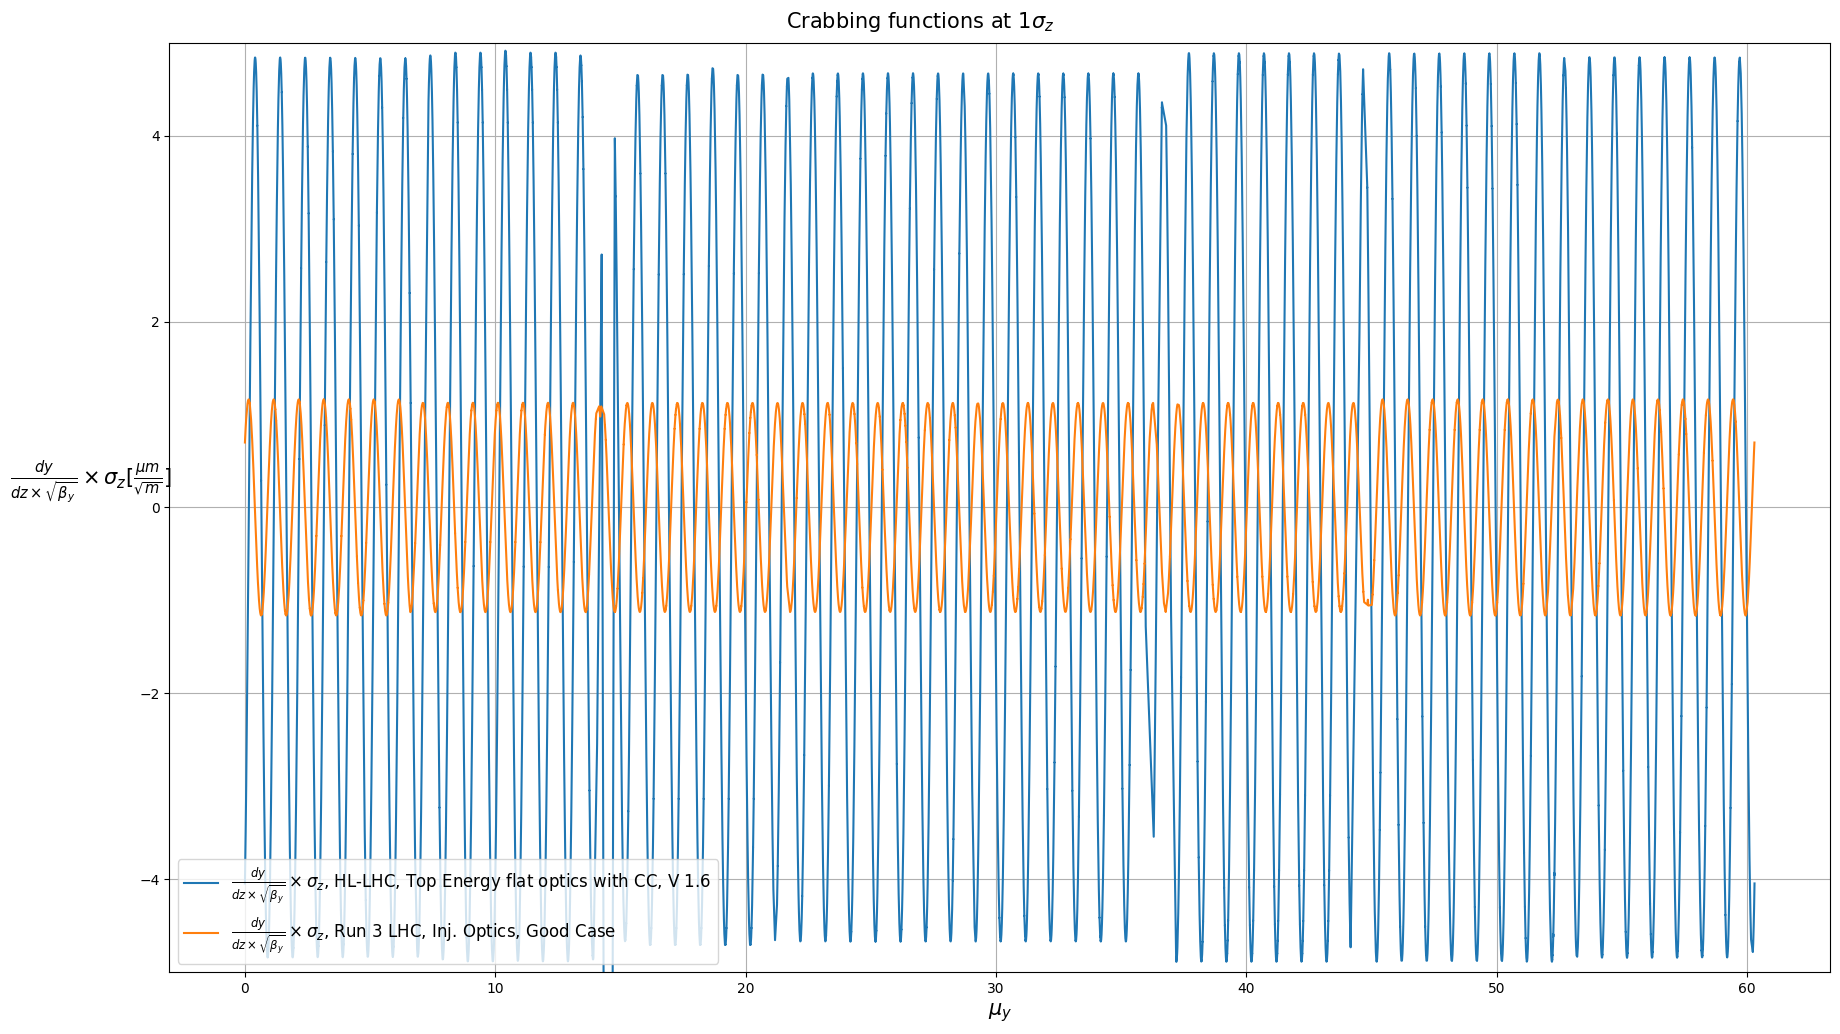 Crabbing functions at 1σ_z
4
2
0
−2
−4
dy/(dz × √β_y) × σ_z[μm/√m]
dy/(dz × √β_y) × σ_z, HL-LHC, Top Energy flat optics with CC, V 1.6
dy/(dz × √β_y) × σ_z, Run 3 LHC, Inj. Optics, Good Case
0 10 20 30 40 50 60
μ_y